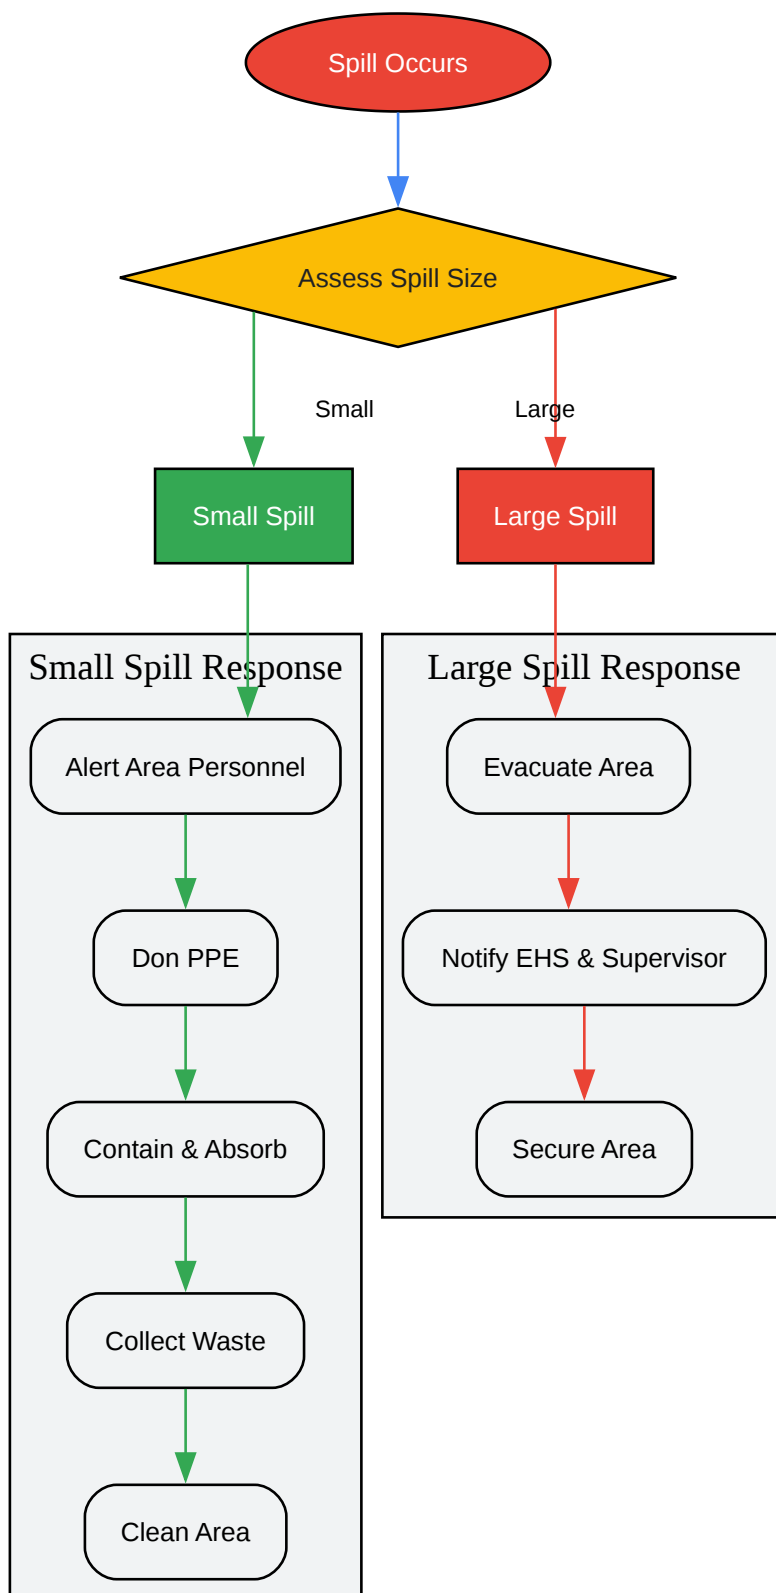 Spill Occurs
Assess Spill Size
Small
Large
Small Spill
Large Spill
Small Spill Response
Large Spill Response
Alert Area Personnel
Evacuate Area
Don PPE
Notify EHS & Supervisor
Contain & Absorb
Secure Area
Collect Waste
Clean Area